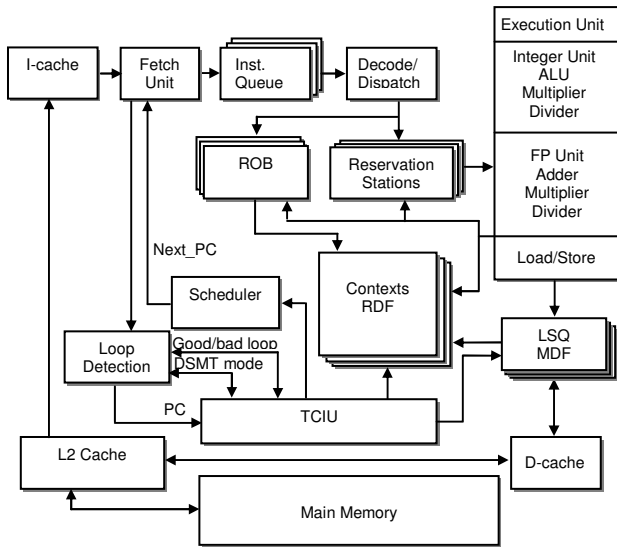 Execution Unit
I-cache
Fetch
Unit
Inst.
Queue
Decode/
Dispatch
Integer Unit
ALU
Multiplier
Divider
ROB
Reservation
Stations
FP Unit
Adder
Multiplier
Divider
Next_PC
Load/Store
Scheduler
Contexts
RDF
Loop
Detection
Good/bad loop
DSMT mode
LSQ
MDF
PC
TCIU
L2 Cache
D-cache
Main Memory